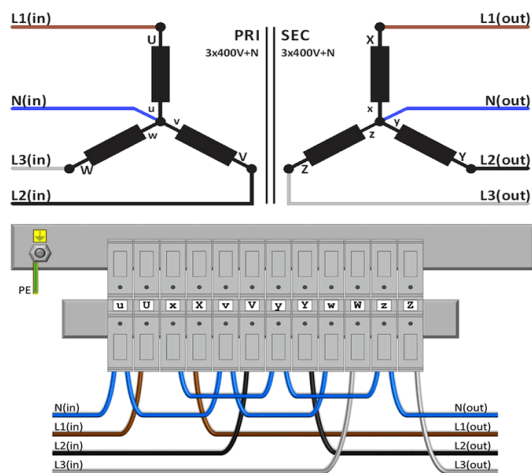 L1(in) U PRI SEC X L1(out)
3x400V+N 3x400V+N
N(in) u v x y N(out)
w z
L3(in) W V Z Y L2(out)
L2(in) L3(out)
PE
u U x X v V y Y w W z Z
N(in) N(out)
L1(in) L1(out)
L2(in) L2(out)
L3(in) L3(out)